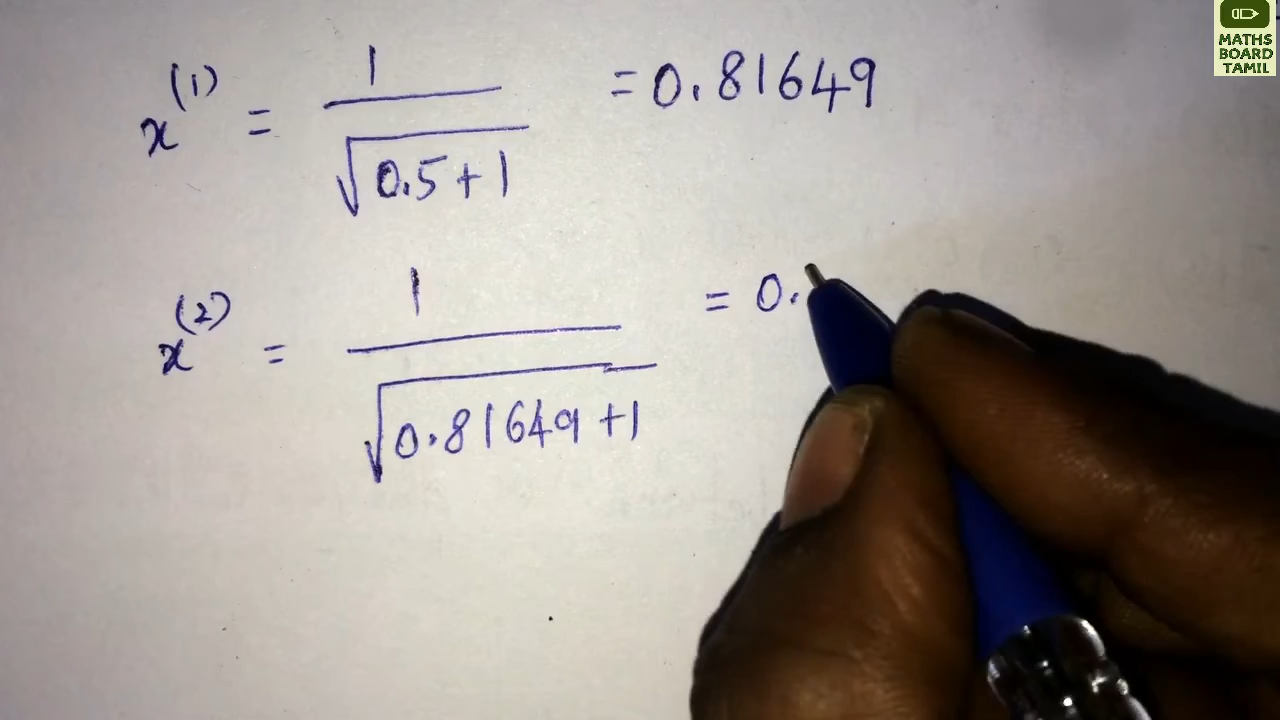 MATHS
BOARD
TAMIL
x^(1) = 1/√(0.5+1) = 0.81649
x^(2) = 1/√(0.81649+1) = 0.